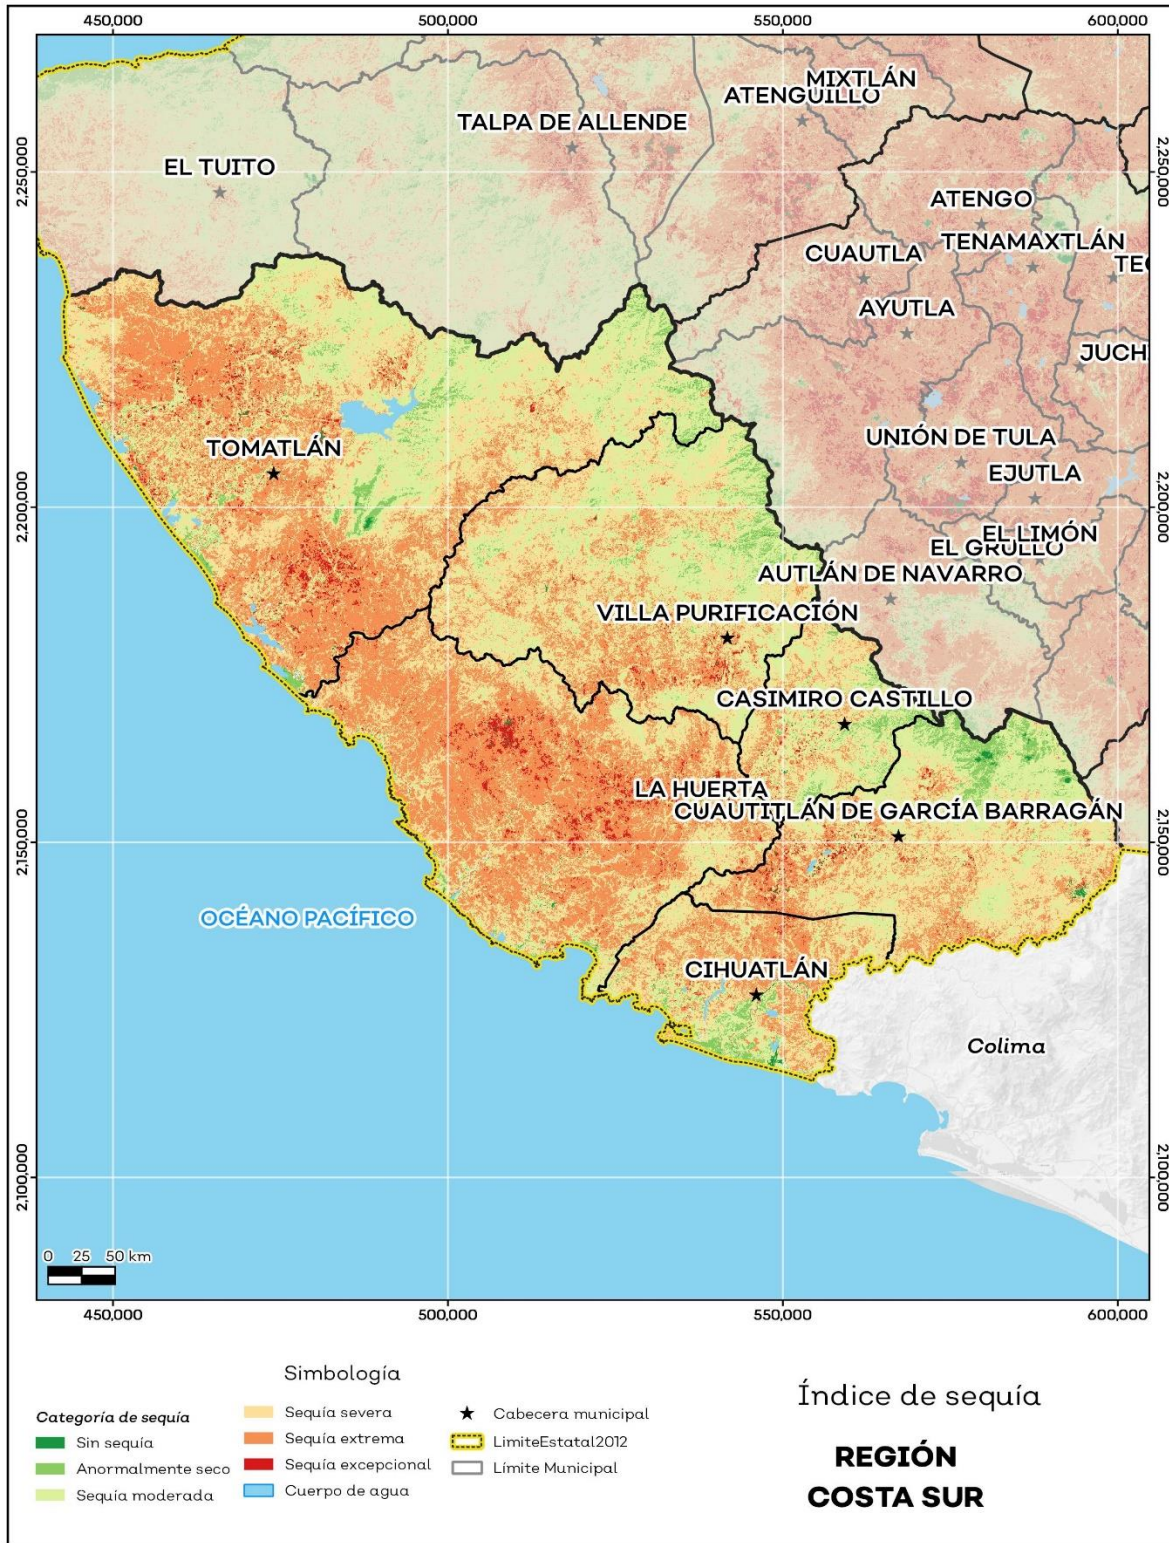 450,000
500,000
550,000
600,000
MIXTLÁN
ATENGUILLO
TALPA DE ALLENDE
EL TUITO
2,250,000
2,250,000
ATENGO
TENAMAXTLÁN
CUAUTLA
TEC
AYUTLA
JUCH
UNIÓN DE TULA
TOMATLÁN
EJUTLA
2,200,000
2,200,000
EL LIMÓN
EL GRULLO
AUTLÁN DE NAVARRO
VILLA PURIFICACIÓN
CASIMIRO CASTILLO
LA HUERTA
CUAUTITLÁN DE GARCÍA BARRAGÁN
2,150,000
2,150,000
OCÉANO PACÍFICO
CIHUATLÁN
Colima
2,100,000
2,100,000
0 25 50 km
450,000
500,000
550,000
600,000
Simbología
Categoría de sequía
Sin sequía
Anormalmente seco
Sequía moderada
Sequía severa
Sequía extrema
Sequía excepcional
Cuerpo de agua
Cabecera municipal
LimiteEstatal2012
Límite Municipal
Índice de sequía
REGIÓN
COSTA SUR